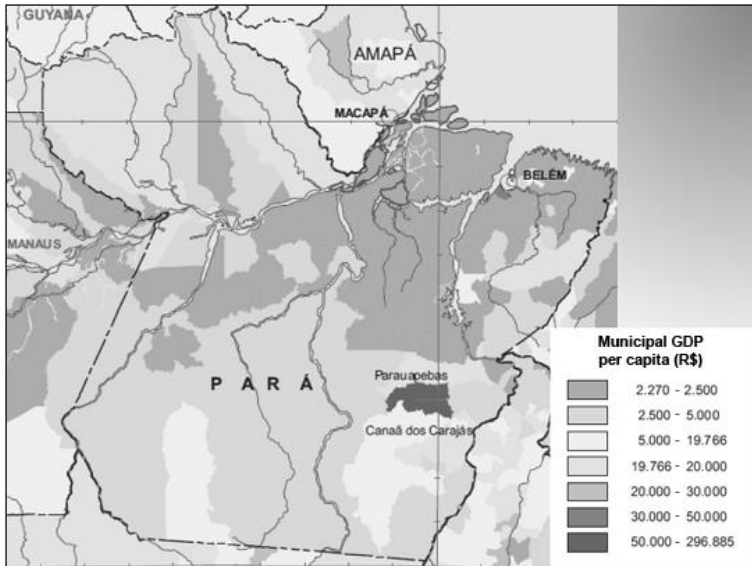 GUYANA
AMAPÁ
MACAPÁ
BELÉM
MANAUS
PARÁ
Parauapebas
Canaã dos Carajás
Municipal GDP
per capita (R$)
2.270 - 2.500
2.500 - 5.000
5.000 - 19.766
19.766 - 20.000
20.000 - 30.000
30.000 - 50.000
50.000 - 296.885